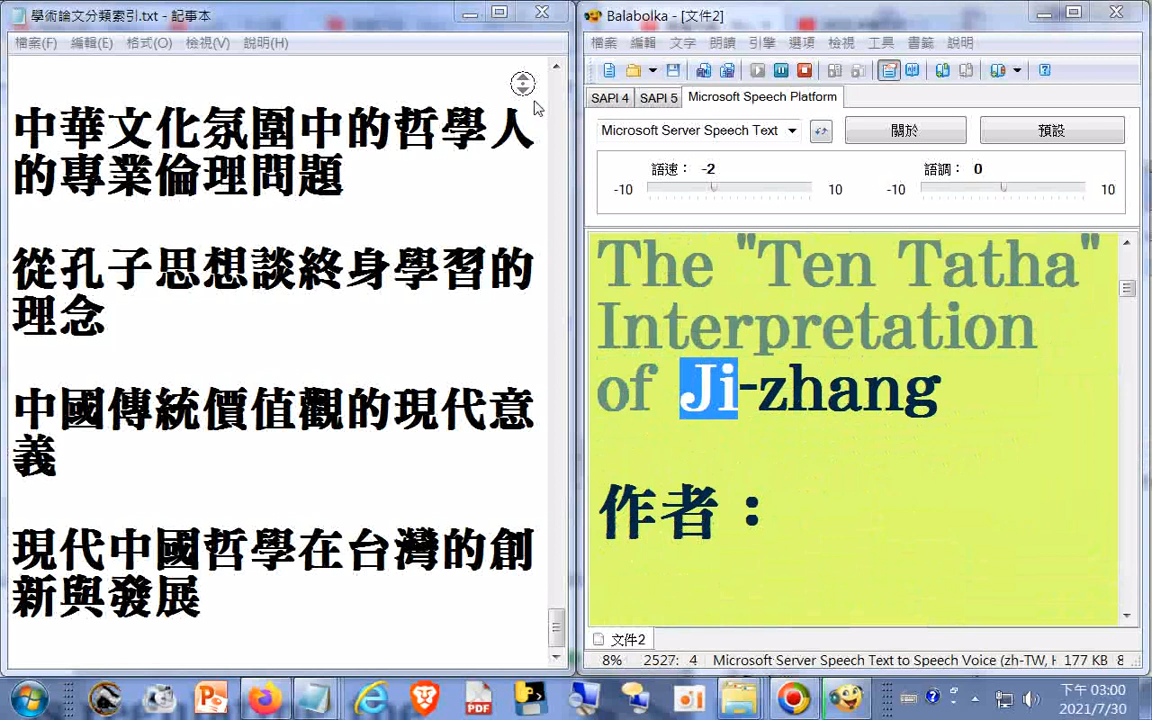 學術論文分類索引.txt - 記事本
檔案(F) 編輯(E) 格式(O) 檢視(V) 說明(H)
中華文化氛圍中的哲學人
的專業倫理問題
從孔子思想談終身學習的
理念
中國傳統價值觀的現代意
義
現代中國哲學在台灣的創
新與發展
Balabolka - [文件2]
檔案 編輯 文字 朗讀 引擎 選項 檢視 工具 書籤 說明
SAPI 4 SAPI 5 Microsoft Speech Platform
Microsoft Server Speech Text 關於 預設
語速： -2 語調： 0
-10 10 -10 10
The "Ten Tatha"
Interpretation
of Ji-zhang
作者：
文件2
8% 2527: 4 Microsoft Server Speech Text to Speech Voice (zh-TW, H 177 KB 8
下午 03:00
2021/7/30